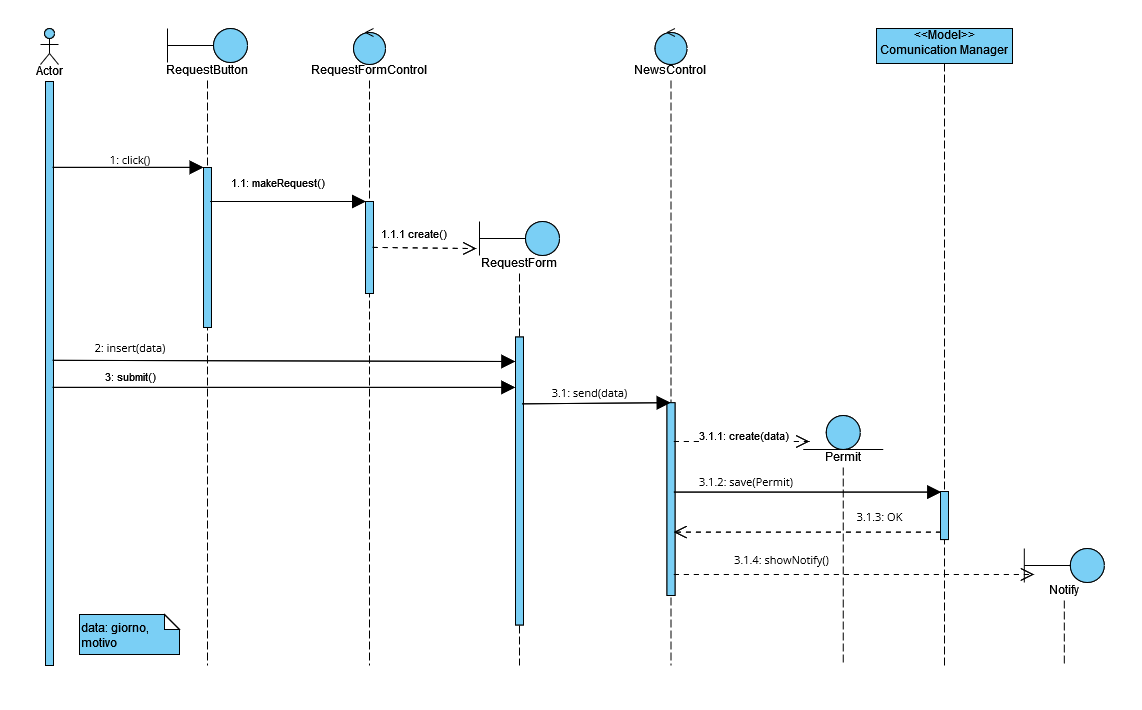 <<Model>>
Comunication Manager
Actor
RequestButton
RequestFormControl
NewsControl
1: click()
1.1: makeRequest()
1.1.1 create()
RequestForm
2: insert(data)
3: submit()
3.1: send(data)
3.1.1: create(data)
Permit
3.1.2: save(Permit)
3.1.3: OK
3.1.4: showNotify()
Notify
data: giorno,
motivo